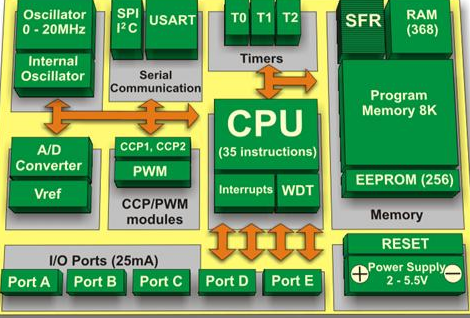 Oscillator
0 - 20MHz
Internal
Oscillator
SPI
I²C
USART
Serial
Communication
T0 T1 T2
Timers
SFR
RAM
(368)
Program
Memory 8K
EEPROM (256)
Memory
A/D
Converter
Vref
CCP1, CCP2
PWM
CCP/PWM
modules
CPU
(35 instructions)
Interrupts
WDT
I/O Ports (25mA)
Port A
Port B
Port C
Port D
Port E
RESET
+ Power Supply −
2 - 5.5V